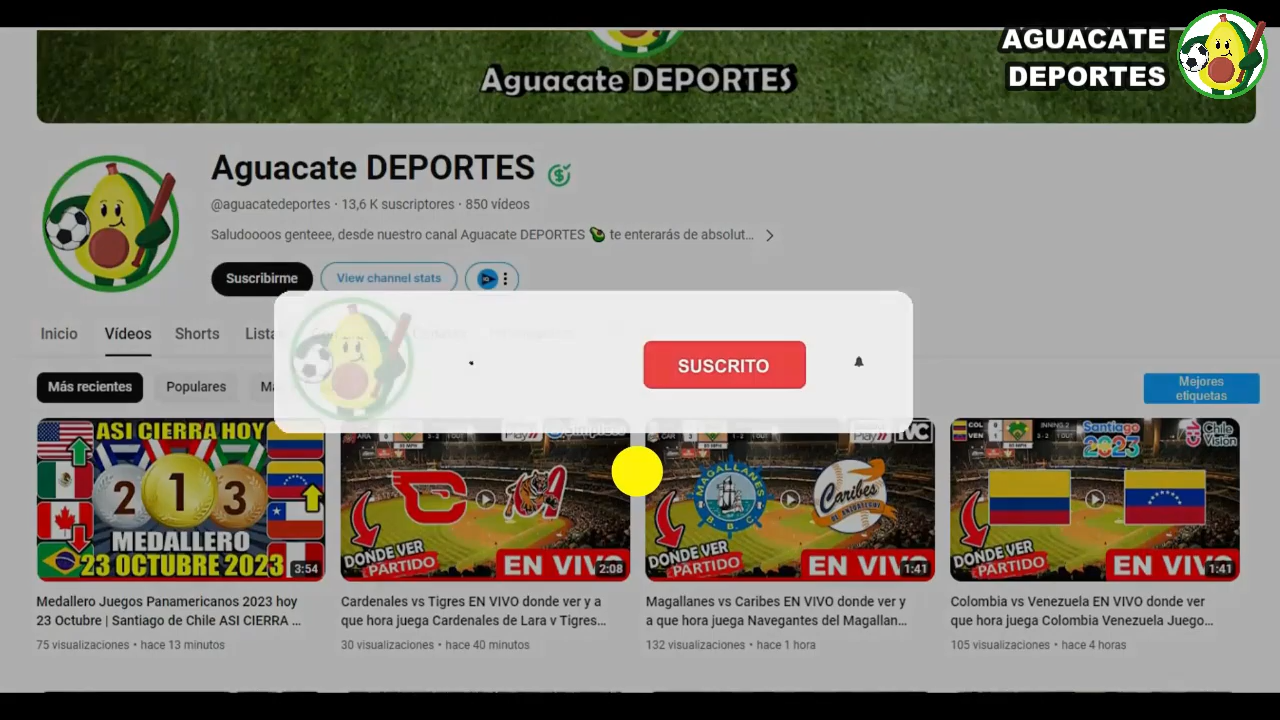 AGUACATE
DEPORTES
Aguacate DEPORTES
Aguacate DEPORTES
@aguacatedeportes · 13,6 K suscriptores · 850 vídeos
Saludoooos genteee, desde nuestro canal Aguacate DEPORTES 🥑 te enterarás de absolut...
Suscribirme
View channel stats
Inicio
Vídeos
Shorts
Lista
SUSCRITO
Más recientes
Populares
Mejores
etiquetas
ASI CIERRA HOY
2 1 3
MEDALLERO
23 OCTUBRE 2023
3:54
DONDE VER
PARTIDO
EN VIV
2:08
MAGALLANES
B.B.C.
Caribes
DONDE VER
PARTIDO
EN VIV
1:41
COL
VEN
Santiago
2023
Chile
Visión
DONDE VER
PARTIDO
EN VIV
1:41
Medallero Juegos Panamericanos 2023 hoy
23 Octubre | Santiago de Chile ASI CIERRA ...
75 visualizaciones · hace 13 minutos
Cardenales vs Tigres EN VIVO donde ver y a
que hora juega Cardenales de Lara v Tigres...
30 visualizaciones · hace 40 minutos
Magallanes vs Caribes EN VIVO donde ver y
a que hora juega Navegantes del Magallan...
132 visualizaciones · hace 1 hora
Colombia vs Venezuela EN VIVO donde ver
que hora juega Colombia Venezuela Juego...
105 visualizaciones · hace 4 horas